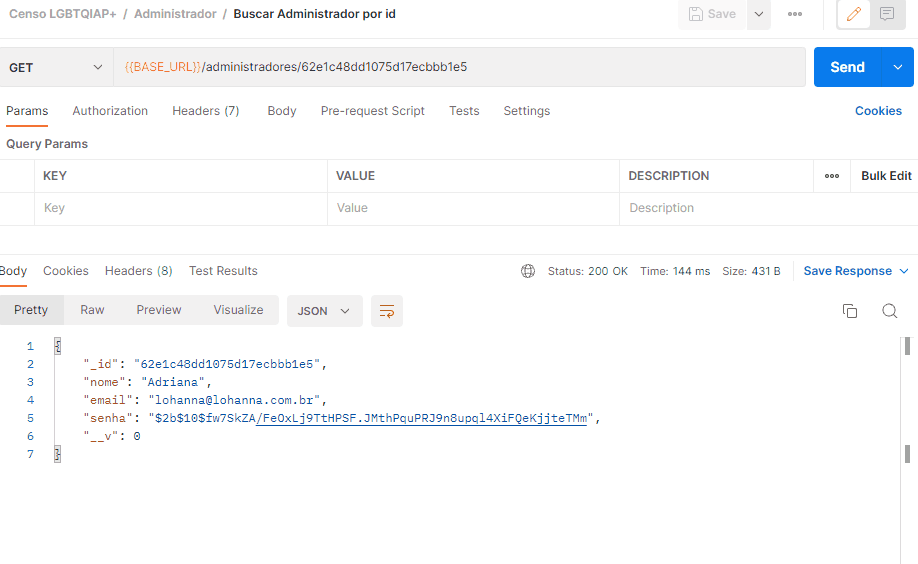 Censo LGBTQIAP+ / Administrador / Buscar Administrador por id
Save
GET {{BASE_URL}}/administradores/62e1c48dd1075d17ecbbb1e5 Send
Params Authorization Headers (7) Body Pre-request Script Tests Settings Cookies
Query Params
KEY VALUE DESCRIPTION Bulk Edit
Key Value Description
Body Cookies Headers (8) Test Results Status: 200 OK Time: 144 ms Size: 431 B Save Response
Pretty Raw Preview Visualize JSON
1 {
2 "_id": "62e1c48dd1075d17ecbbb1e5",
3 "nome": "Adriana",
4 "email": "lohanna@lohanna.com.br",
5 "senha": "$2b$10$fw7SkZA/FeOxLj9TtHPSF.JMthPquPRJ9n8upql4XiFQeKjjteTMm",
6 "__v": 0
7 }